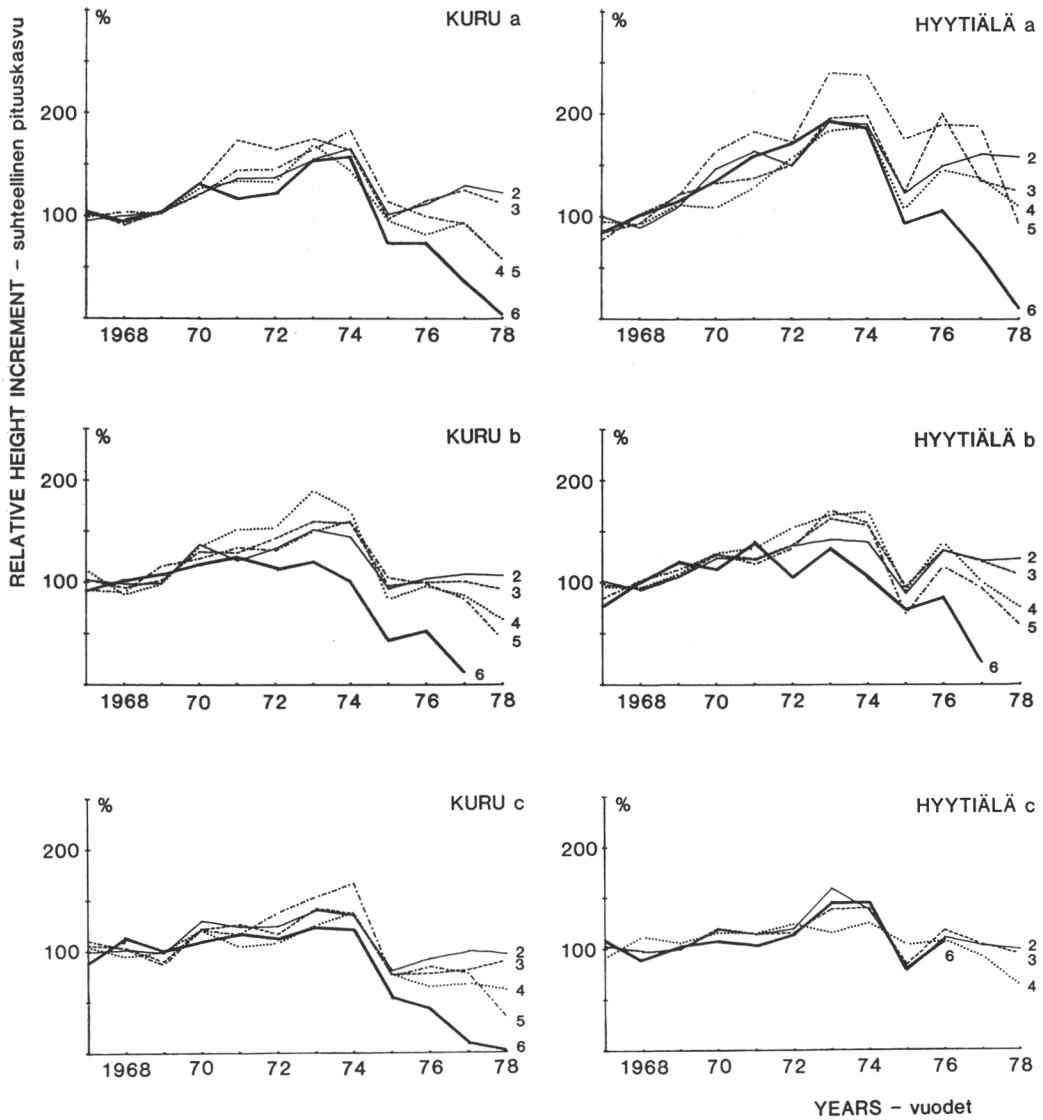 RELATIVE HEIGHT INCREMENT – suhteellinen pituuskasvu
% KURU a
200
100
2
3
4 5
6
1968 70 72 74 76 78
% HYYTIÄLÄ a
200
100
2
3
4
5
6
1968 70 72 74 76 78
% KURU b
200
100
2
3
4
5
6
1968 70 72 74 76 78
% HYYTIÄLÄ b
200
100
2
3
4
5
6
1968 70 72 74 76 78
% KURU c
200
100
2
3
4
5
6
1968 70 72 74 76 78
% HYYTIÄLÄ c
200
100
2
3
4
6
1968 70 72 74 76 78
YEARS – vuodet